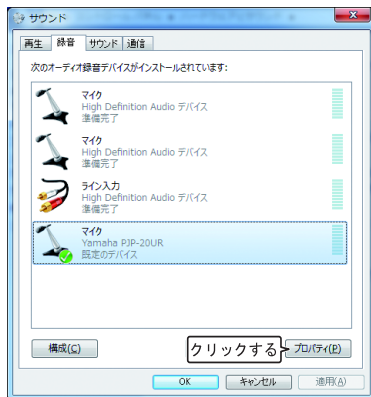 サウンド
再生 録音 サウンド 通信
次のオーディオ録音デバイスがインストールされています:
マイク
High Definition Audio デバイス
準備完了
マイク
High Definition Audio デバイス
準備完了
ライン入力
High Definition Audio デバイス
準備完了
マイク
Yamaha PJP-20UR
既定のデバイス
構成(C) クリックする プロパティ(P)
OK キャンセル 適用(A)